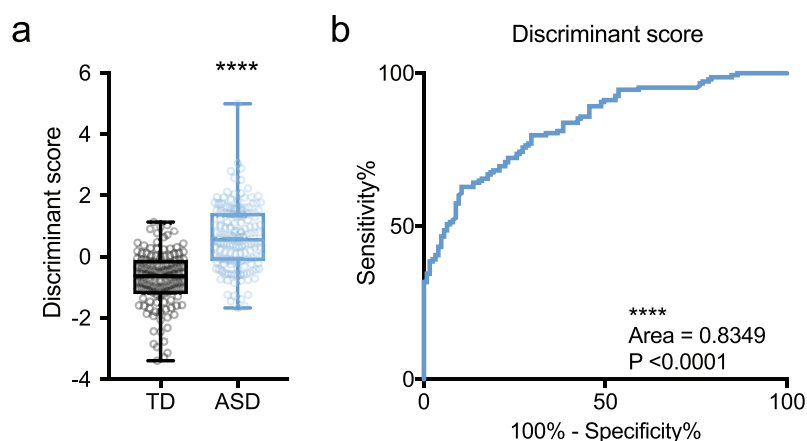 a
****
Discriminant score
6
4
2
0
-2
-4
TD ASD
b
Discriminant score
Sensitivity%
100
50
0
****
Area = 0.8349
P <0.0001
0 50 100
100% - Specificity%